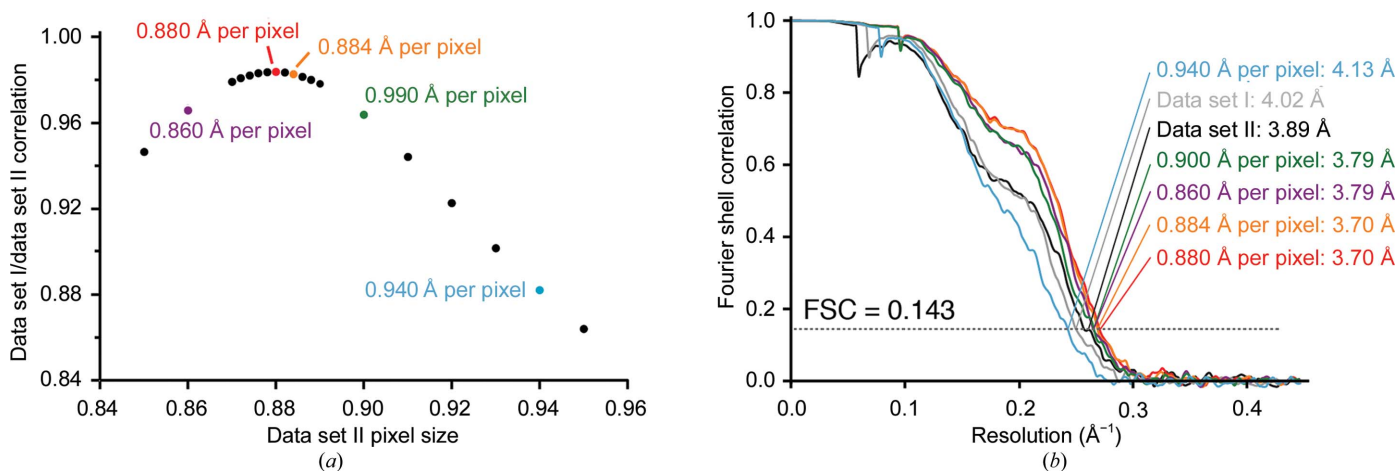 0.880 Å per pixel
0.884 Å per pixel
0.990 Å per pixel
0.860 Å per pixel
0.940 Å per pixel
Data set I/data set II correlation
1.00
0.96
0.92
0.88
0.84
0.84 0.86 0.88 0.90 0.92 0.94 0.96
Data set II pixel size
(a)
Fourier shell correlation
1.0
0.8
0.6
0.4
0.2
0.0
0.940 Å per pixel: 4.13 Å
Data set I: 4.02 Å
Data set II: 3.89 Å
0.900 Å per pixel: 3.79 Å
0.860 Å per pixel: 3.79 Å
0.884 Å per pixel: 3.70 Å
0.880 Å per pixel: 3.70 Å
FSC = 0.143
0.0 0.1 0.2 0.3 0.4
Resolution (Å⁻¹)
(b)